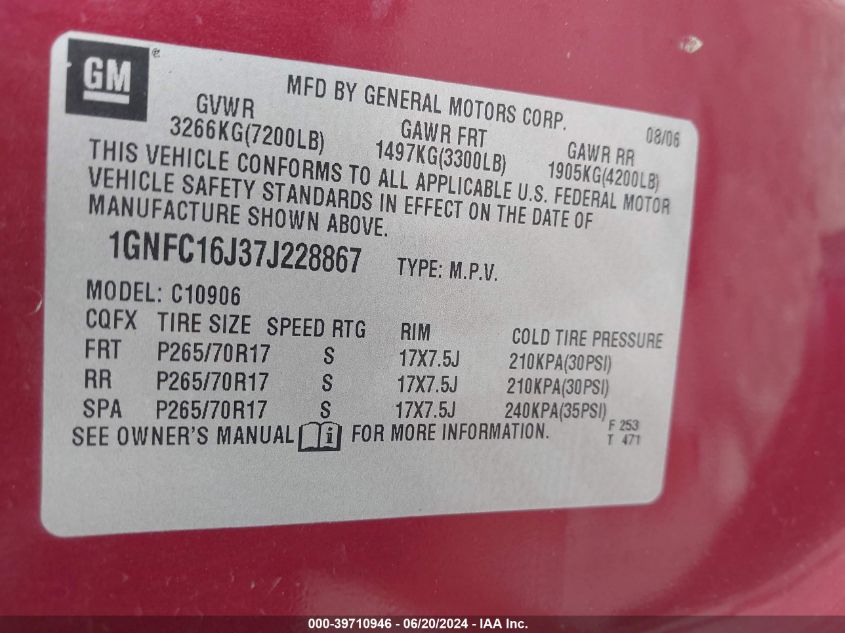 GM®
MFD BY GENERAL MOTORS CORP. 08/06
GVWR GAWR FRT GAWR RR
3266KG(7200LB) 1497KG(3300LB) 1905KG(4200LB)
THIS VEHICLE CONFORMS TO ALL APPLICABLE U.S. FEDERAL MOTOR
VEHICLE SAFETY STANDARDS IN EFFECT ON THE DATE OF
MANUFACTURE SHOWN ABOVE.
1GNFC16J37J228867 TYPE: M.P.V.
MODEL: C10906
CQFX TIRE SIZE SPEED RTG RIM COLD TIRE PRESSURE
FRT P265/70R17 S 17X7.5J 210KPA(30PSI)
RR P265/70R17 S 17X7.5J 210KPA(30PSI)
SPA P265/70R17 S 17X7.5J 240KPA(35PSI)
SEE OWNER'S MANUAL i FOR MORE INFORMATION. F 253
T 471
000-39710946 - 06/20/2024 - IAA Inc.